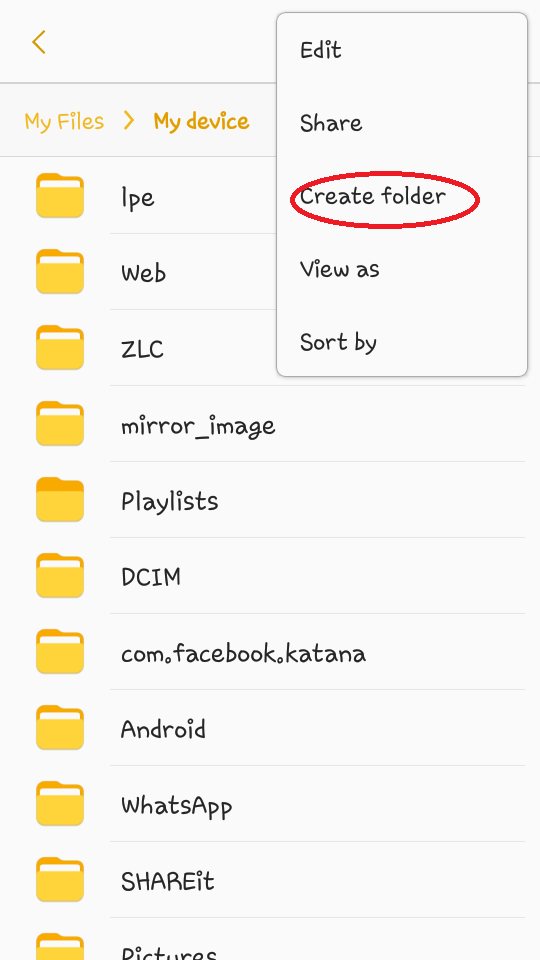 Edit
My Files > My device
Share
lpe
Create folder
Web
View as
ZLC
Sort by
mirror_image
Playlists
DCIM
com.facebook.katana
Android
WhatsApp
SHAREit
Pictures